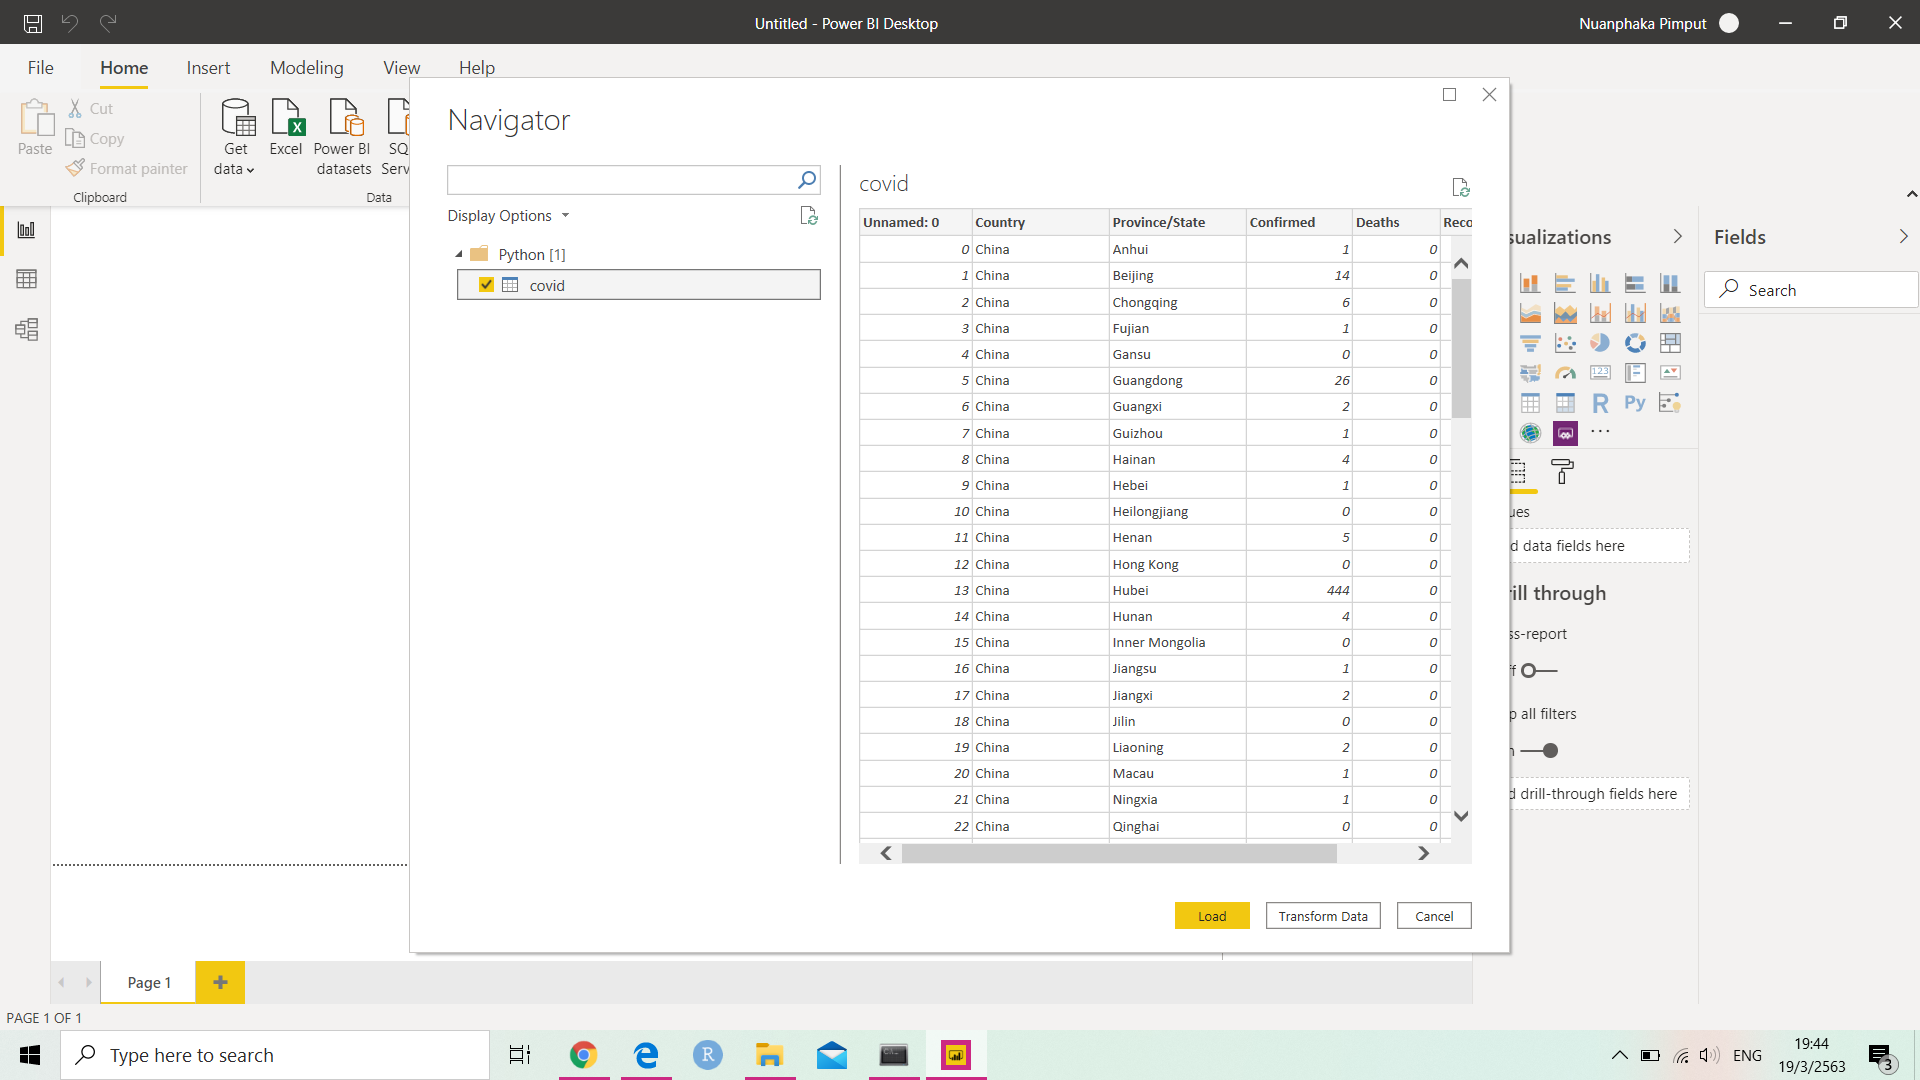 Untitled - Power BI Desktop
Nuanphaka Pimput
File Home Insert Modeling View Help
Paste
Cut
Copy
Format painter
Clipboard
Get data
Excel
Power BI datasets
SQ
Serv
Data
Navigator
Display Options
Python [1]
covid
covid
Unnamed: 0 Country Province/State Confirmed Deaths Reco
0 China Anhui 1 0
1 China Beijing 14 0
2 China Chongqing 6 0
3 China Fujian 1 0
4 China Gansu 0 0
5 China Guangdong 26 0
6 China Guangxi 2 0
7 China Guizhou 1 0
8 China Hainan 4 0
9 China Hebei 1 0
10 China Heilongjiang 0 0
11 China Henan 5 0
12 China Hong Kong 0 0
13 China Hubei 444 0
14 China Hunan 4 0
15 China Inner Mongolia 0 0
16 China Jiangsu 1 0
17 China Jiangxi 2 0
18 China Jilin 0 0
19 China Liaoning 2 0
20 China Macau 1 0
21 China Ningxia 1 0
22 China Qinghai 0 0
Load Transform Data Cancel
sualizations
123
R Py
ues
d data fields here
ill through
ss-report
ff
p all filters
n
d drill-through fields here
Fields
Search
Page 1
PAGE 1 OF 1
Type here to search
R
ENG
19:44
19/3/2563
3